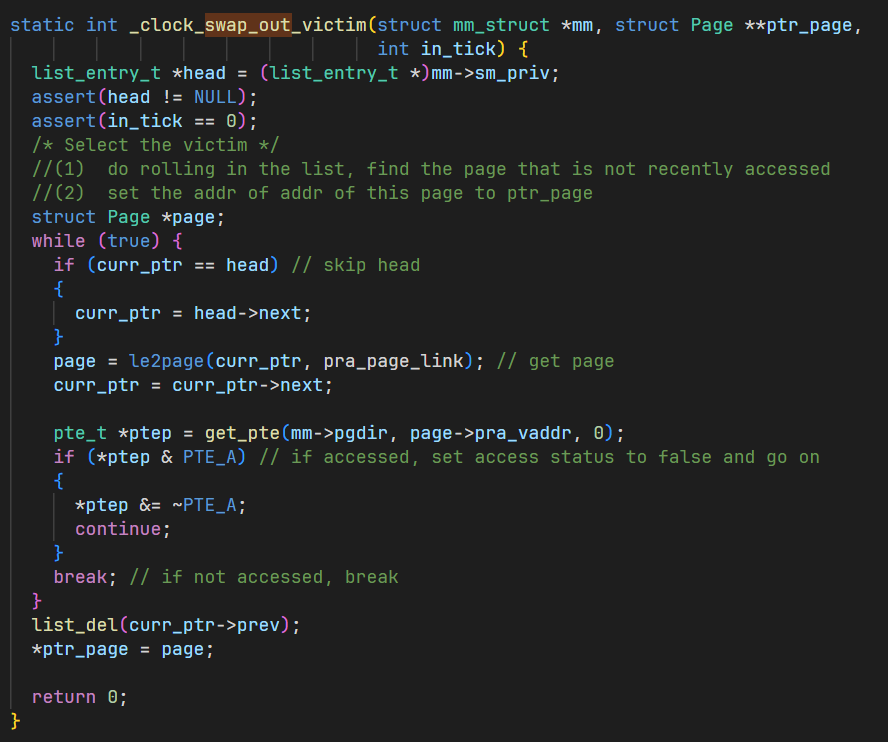 static int _clock_swap_out_victim(struct mm_struct *mm, struct Page **ptr_page,
                                  int in_tick) {
  list_entry_t *head = (list_entry_t *)mm->sm_priv;
  assert(head != NULL);
  assert(in_tick == 0);
  /* Select the victim */
  //(1)  do rolling in the list, find the page that is not recently accessed
  //(2)  set the addr of addr of this page to ptr_page
  struct Page *page;
  while (true) {
    if (curr_ptr == head) // skip head
    {
      curr_ptr = head->next;
    }
    page = le2page(curr_ptr, pra_page_link); // get page
    curr_ptr = curr_ptr->next;

    pte_t *ptep = get_pte(mm->pgdir, page->pra_vaddr, 0);
    if (*ptep & PTE_A) // if accessed, set access status to false and go on
    {
      *ptep &= ~PTE_A;
      continue;
    }
    break; // if not accessed, break
  }
  list_del(curr_ptr->prev);
  *ptr_page = page;

  return 0;
}